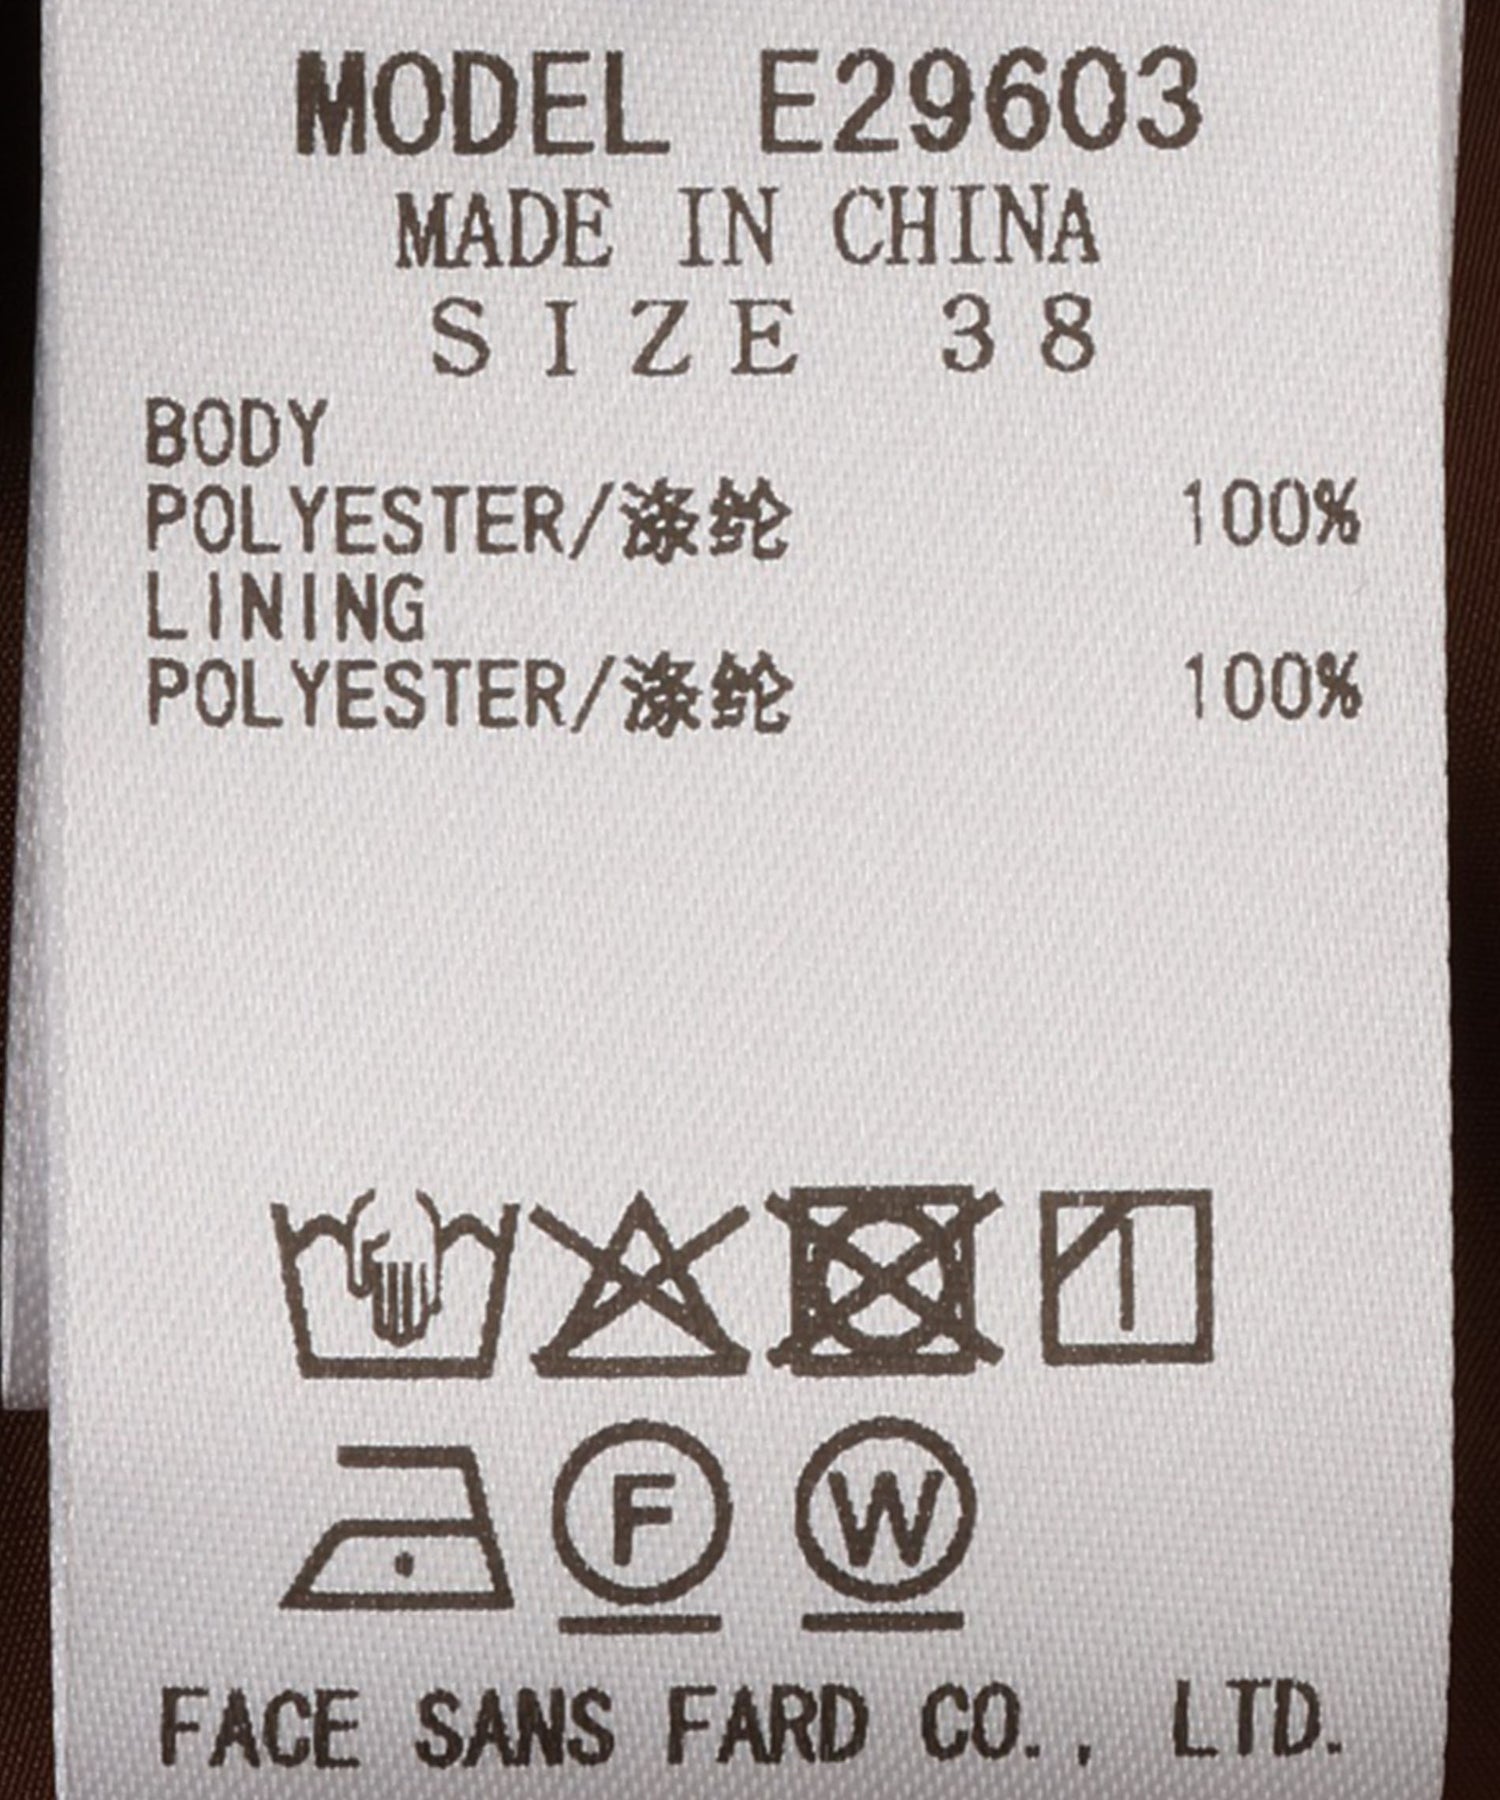 MODEL E29603
MADE IN CHINA
SIZE 38
BODY
POLYESTER/涤纶 100%
LINING
POLYESTER/涤纶 100%
F W
FACE SANS FARD CO., LTD.